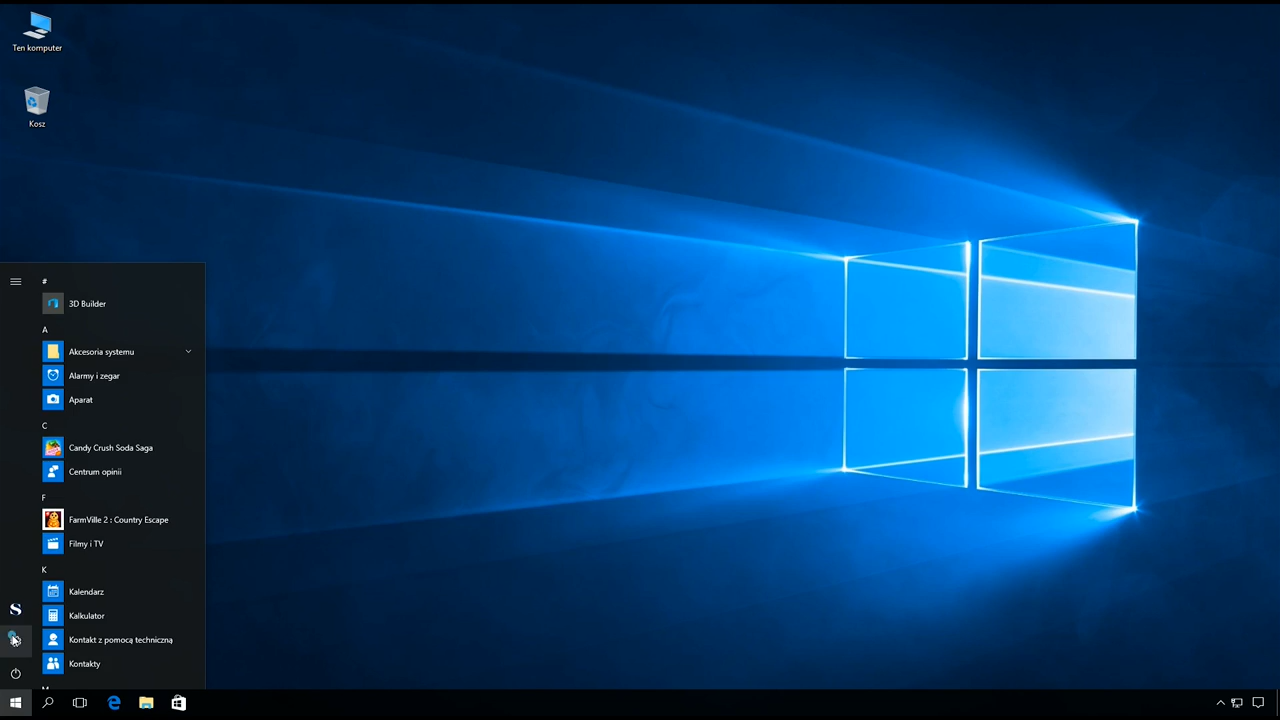 Ten komputer
Kosz
#
3D Builder
A
Akcesoria systemu
Alarmy i zegar
Aparat
C
Candy Crush Soda Saga
Centrum opinii
F
FarmVille 2 : Country Escape
Filmy i TV
K
Kalendarz
Kalkulator
Kontakt z pomocą techniczną
Kontakty
M
S